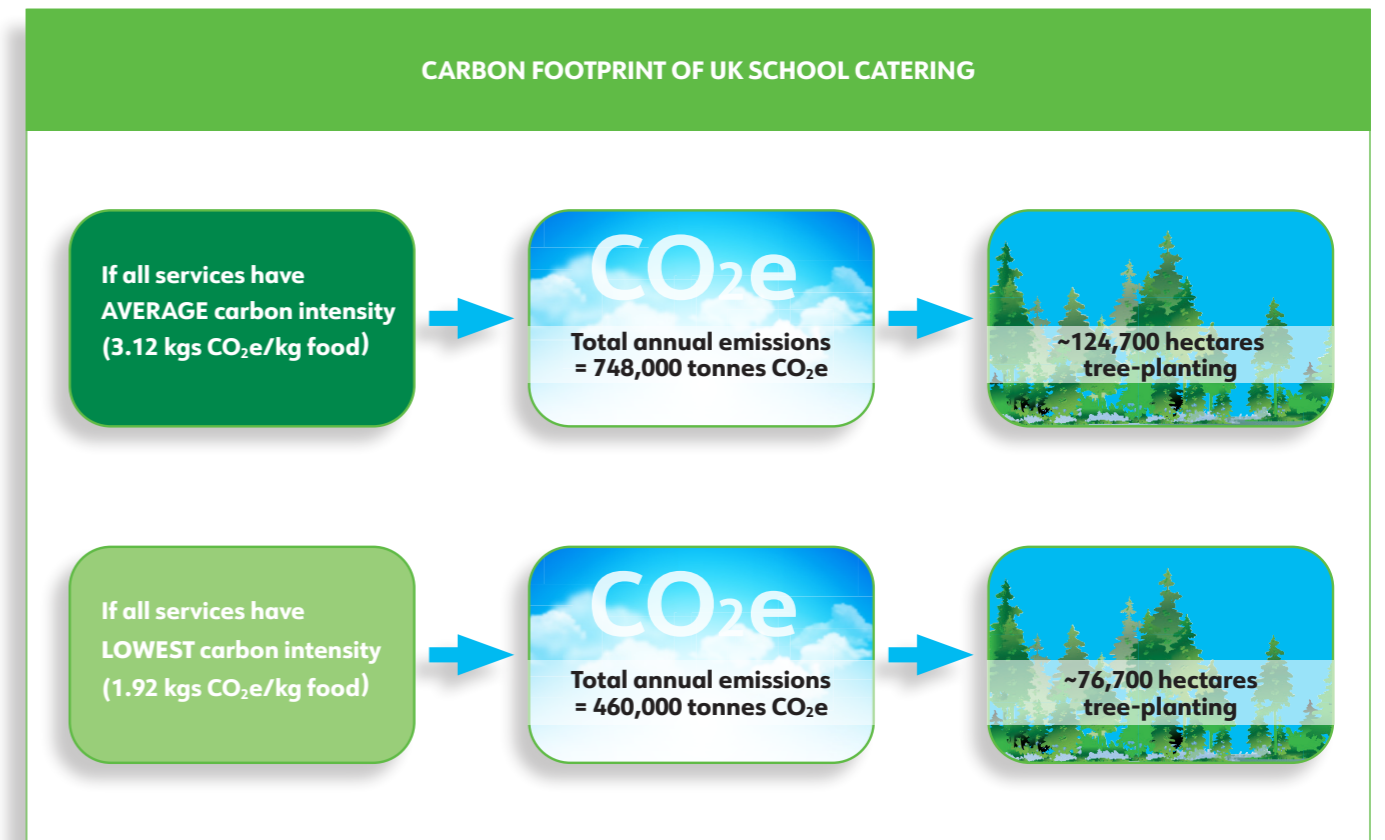 CARBON FOOTPRINT OF UK SCHOOL CATERING
If all services have
AVERAGE carbon intensity
(3.12 kgs CO₂e/kg food)
CO₂e
Total annual emissions
= 748,000 tonnes CO₂e
~124,700 hectares
tree-planting
If all services have
LOWEST carbon intensity
(1.92 kgs CO₂e/kg food)
CO₂e
Total annual emissions
= 460,000 tonnes CO₂e
~76,700 hectares
tree-planting